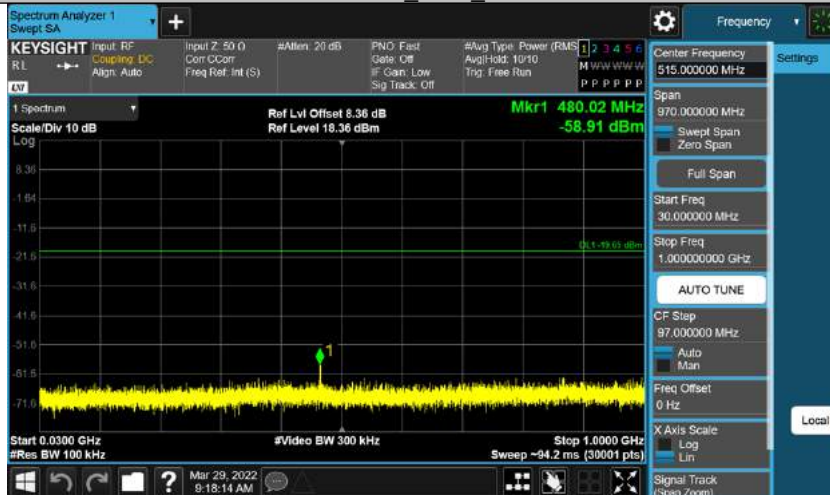 Spectrum Analyzer 1
Swept SA
Frequency
KEYSIGHT
RL
LXI
Input: RF
Coupling: DC
Align: Auto
Input Z: 50 Ω
Corr CCorr
Freq Ref: Int (S)
#Atten: 20 dB
PNO: Fast
Gate: Off
IF Gain: Low
Sig Track: Off
#Avg Type: Power (RMS
Avg|Hold: 10/10
Trig: Free Run
1 2 3 4 5 6
M W W W W W
P P P P P P
1 Spectrum
Scale/Div 10 dB
Log
Ref Lvl Offset 8.36 dB
Ref Level 18.36 dBm
Mkr1 480.02 MHz
-58.91 dBm
8.36
-1.64
-11.6
-21.6
-31.6
-41.6
-51.6
-61.6
-71.6
DL1 -19.65 dBm
1
Start 0.0300 GHz
#Res BW 100 kHz
#Video BW 300 kHz
Stop 1.0000 GHz
Sweep ~94.2 ms (30001 pts)
Mar 29, 2022
9:18:14 AM
Center Frequency
515.000000 MHz
Span
970.000000 MHz
Swept Span
Zero Span
Full Span
Start Freq
30.000000 MHz
Stop Freq
1.000000000 GHz
AUTO TUNE
CF Step
97.000000 MHz
Auto
Man
Freq Offset
0 Hz
X Axis Scale
Log
Lin
Signal Track
(Span Zoom)
Settings
Local